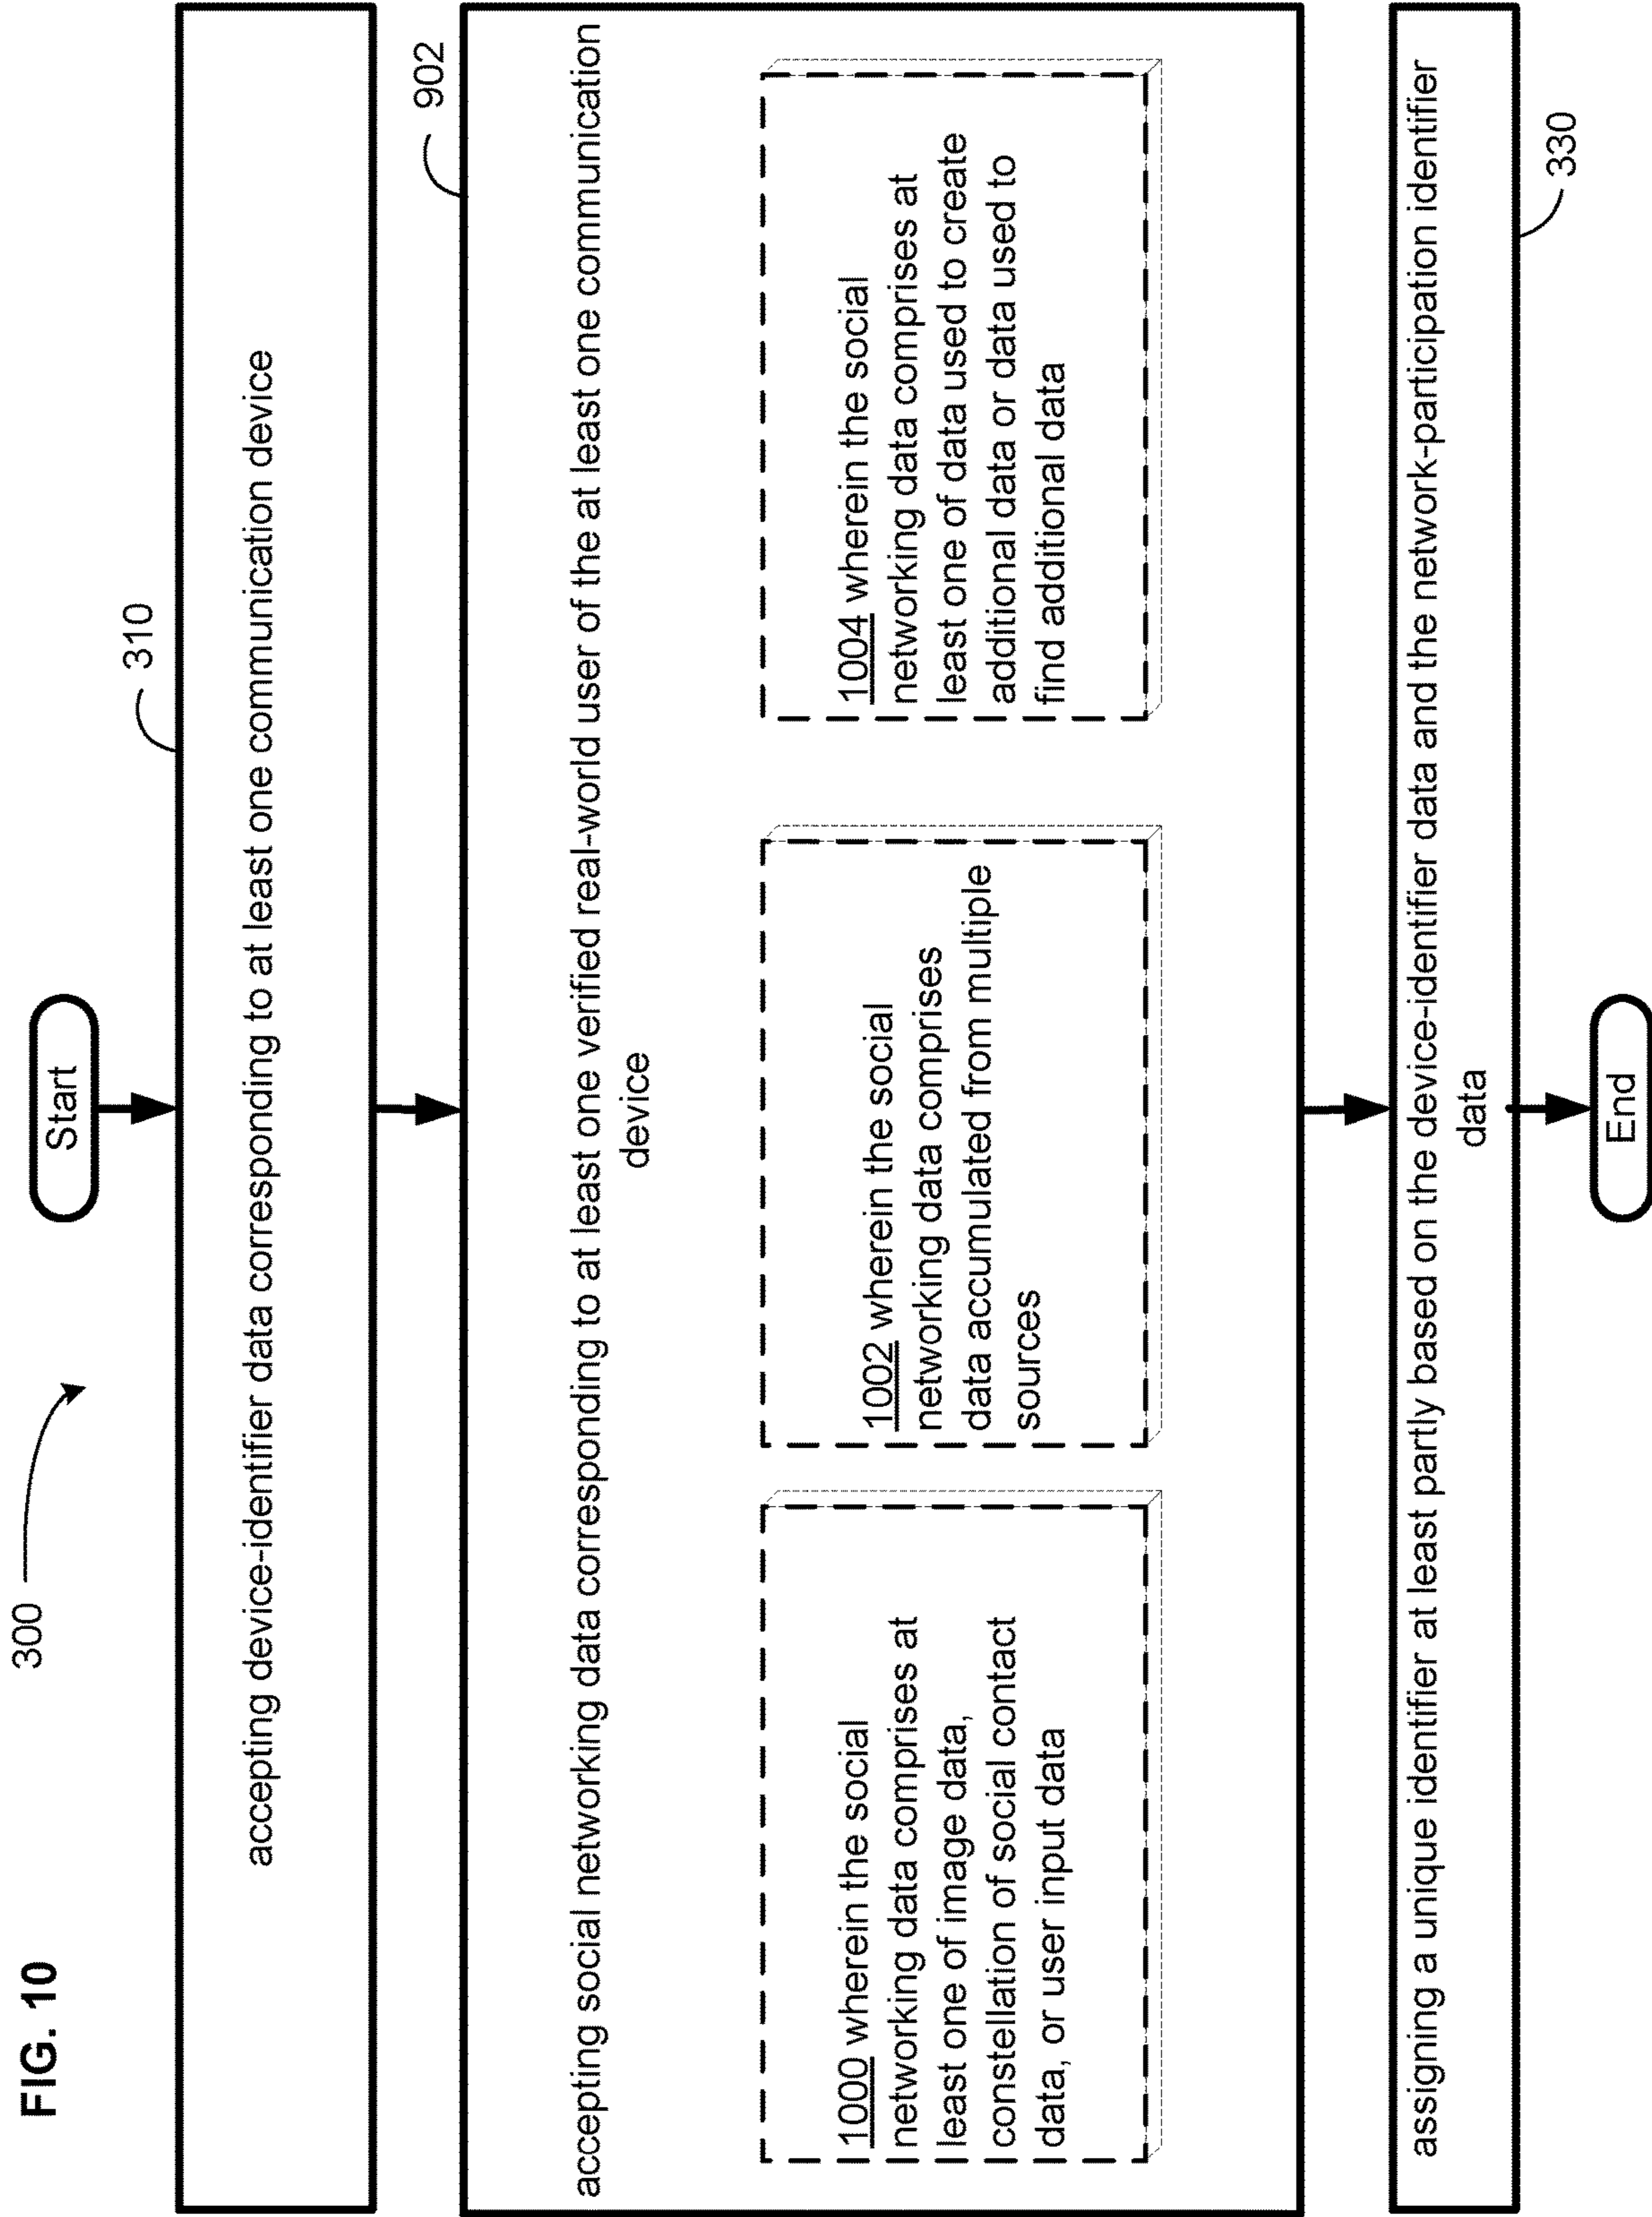 FIG. 10
300
Start
310
accepting device-identifier data corresponding to at least one communication device
902
accepting social networking data corresponding to at least one verified real-world user of the at least one communication
device
1000 wherein the social
networking data comprises at
least one of image data,
constellation of social contact
data, or user input data
1002 wherein the social
networking data comprises
data accumulated from multiple
sources
1004 wherein the social
networking data comprises at
least one of data used to create
additional data or data used to
find additional data
assigning a unique identifier at least partly based on the device-identifier data and the network-participation identifier
data
330
End